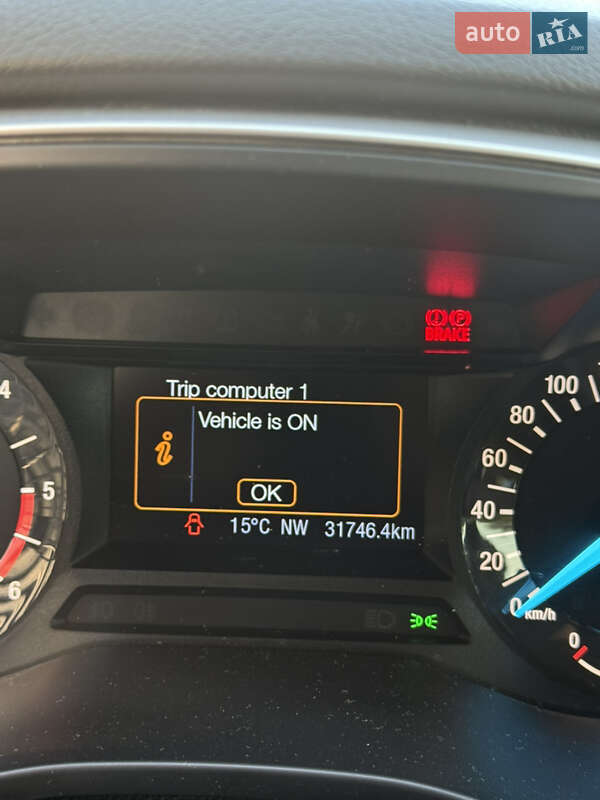 auto RIA .com
BRAKE
Trip computer 1
Vehicle is ON
i
OK
15°C NW 31746.4km
4
5
6
100
80
60
40
20
0
km/h
0